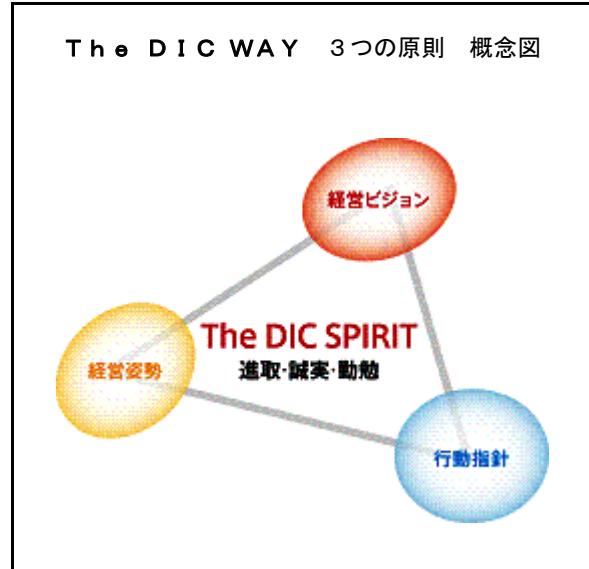 Ｔｈｅ　ＤＩＣ ＷＡＹ　３つの原則　概念図
経営ビジョン
The DIC SPIRIT
進取･誠実･勤勉
経営姿勢
行動指針